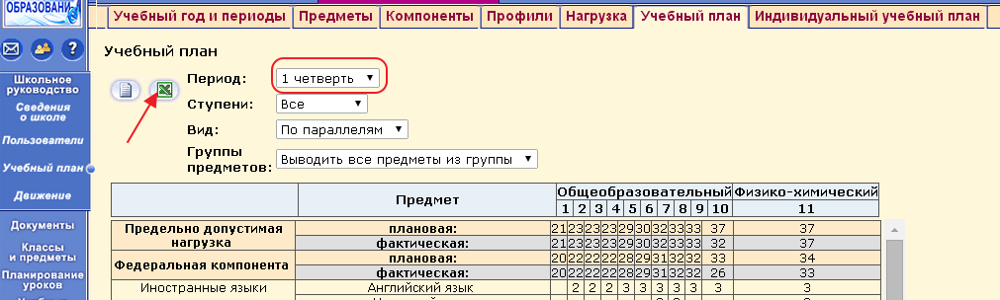 ОБРАЗОВАНИ
Учебный год и периоды Предметы Компоненты Профили Нагрузка Учебный план Индивидуальный учебный план
?
Школьное
руководство
Сведения
о школе
Пользователи
Учебный план
Движение
Документы
Классы
и предметы
Планирование
уроков
Учебный план
Период: 1 четверть
Ступени: Все
Вид: По параллелям
Группы
предметов: Выводить все предметы из группы
Предмет Общеобразовательный Физико-химический
1 2 3 4 5 6 7 8 9 10 11
Предельно допустимая
нагрузка
плановая: 21 23 23 23 29 30 32 33 33 37 37
фактическая: 21 23 23 23 29 30 32 33 33 32 37
Федеральная компонента
плановая: 20 22 22 22 28 29 31 32 32 33 34
фактическая: 20 22 22 22 28 29 31 32 32 26 33
Иностранные языки Английский язык 2 2 2 3 3 3 3 3 3 3